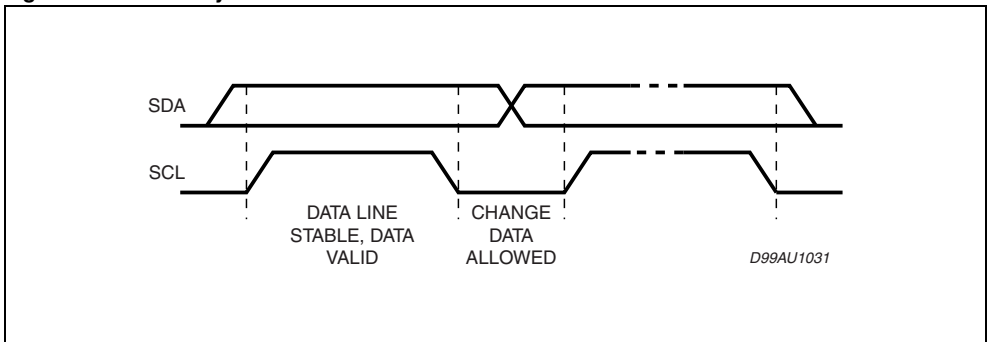 SDA
SCL
DATA LINE
STABLE, DATA
VALID
CHANGE
DATA
ALLOWED
D99AU1031